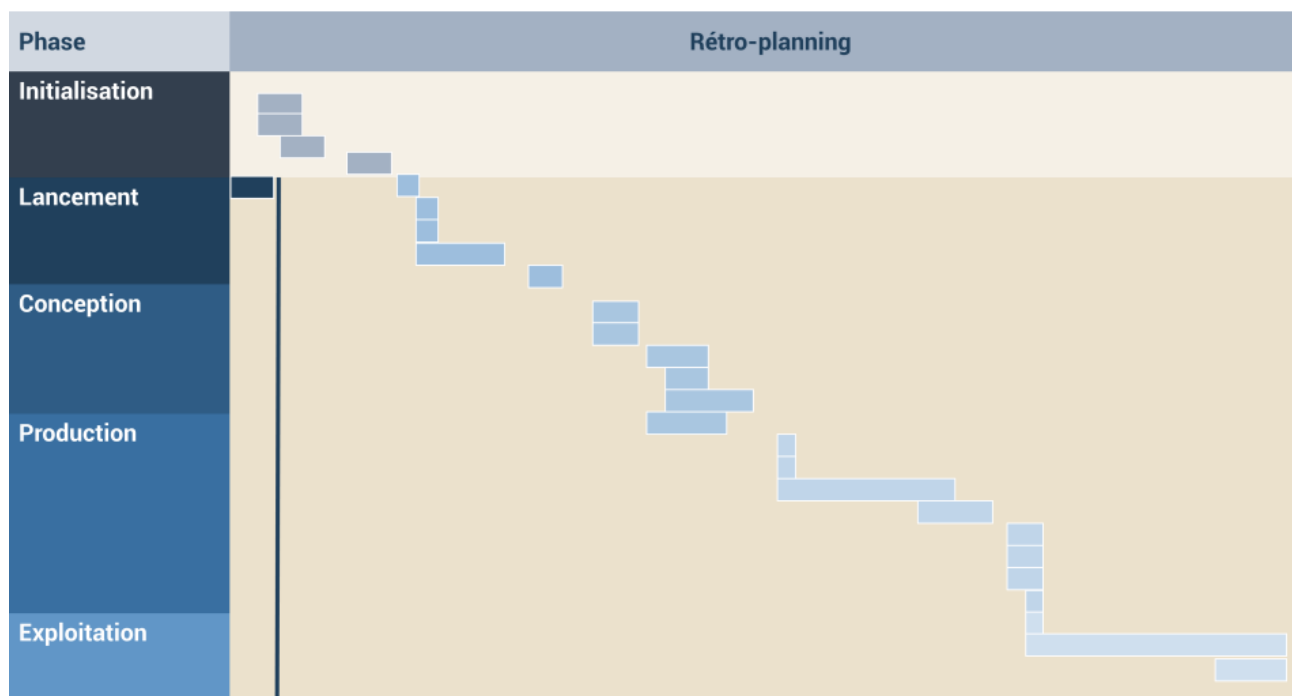 Phase
Rétro-planning
Initialisation
Lancement
Conception
Production
Exploitation